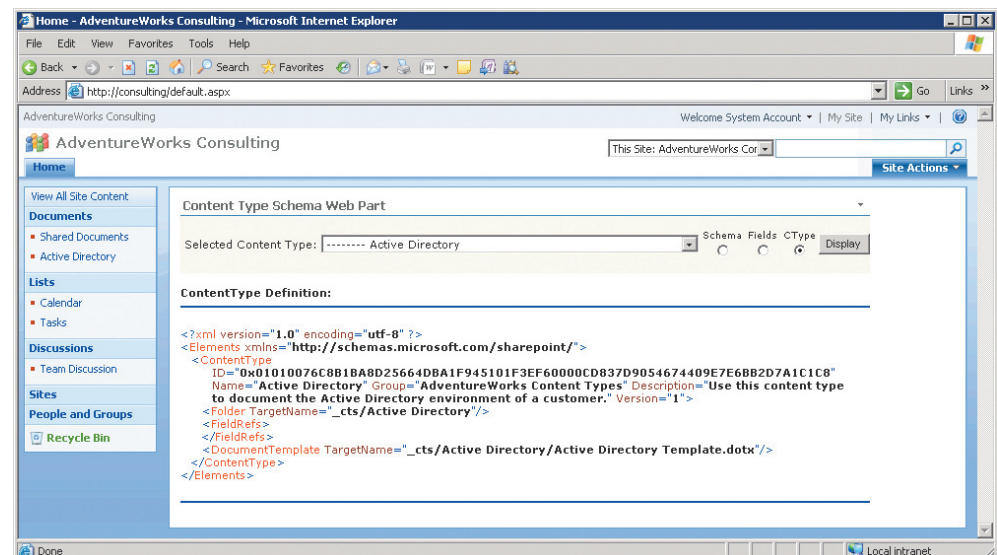 Home - AdventureWorks Consulting - Microsoft Internet Explorer
File Edit View Favorites Tools Help
Back Search Favorites
Address http://consulting/default.aspx Go Links »
AdventureWorks Consulting Welcome System Account | My Site | My Links |
AdventureWorks Consulting This Site: AdventureWorks Cor
Home Site Actions
View All Site Content
Documents
Shared Documents
Active Directory
Lists
Calendar
Tasks
Discussions
Team Discussion
Sites
People and Groups
Recycle Bin
Content Type Schema Web Part
Selected Content Type: -------- Active Directory Schema Fields CType Display
ContentType Definition:
<?xml version="1.0" encoding="utf-8" ?>
<Elements xmlns="http://schemas.microsoft.com/sharepoint/">
<ContentType
ID="0x01010076C8B1BA8D25664DBA1F945101F3EF60000CD837D9054674409E7E6BB2D7A1C1C8"
Name="Active Directory" Group="AdventureWorks Content Types" Description="Use this content type
to document the Active Directory environment of a customer." Version="1">
<Folder TargetName="_cts/Active Directory"/>
<FieldRefs>
</FieldRefs>
<DocumentTemplate TargetName="_cts/Active Directory/Active Directory Template.dotx"/>
</ContentType>
</Elements>
Done Local intranet